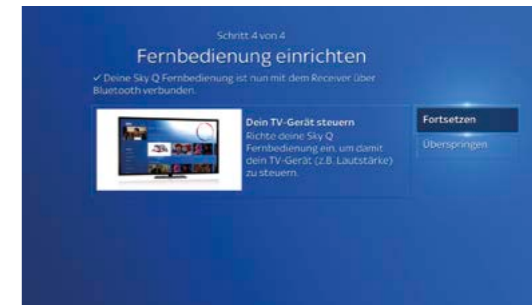 Schritt 4 von 4
Fernbedienung einrichten
✓ Deine Sky Q Fernbedienung ist nun mit dem Receiver über
Bluetooth verbunden.
Dein TV-Gerät steuern
Richte deine Sky Q
Fernbedienung ein, um damit
dein TV-Gerät (z.B. Lautstärke)
zu steuern.
Fortsetzen
Überspringen